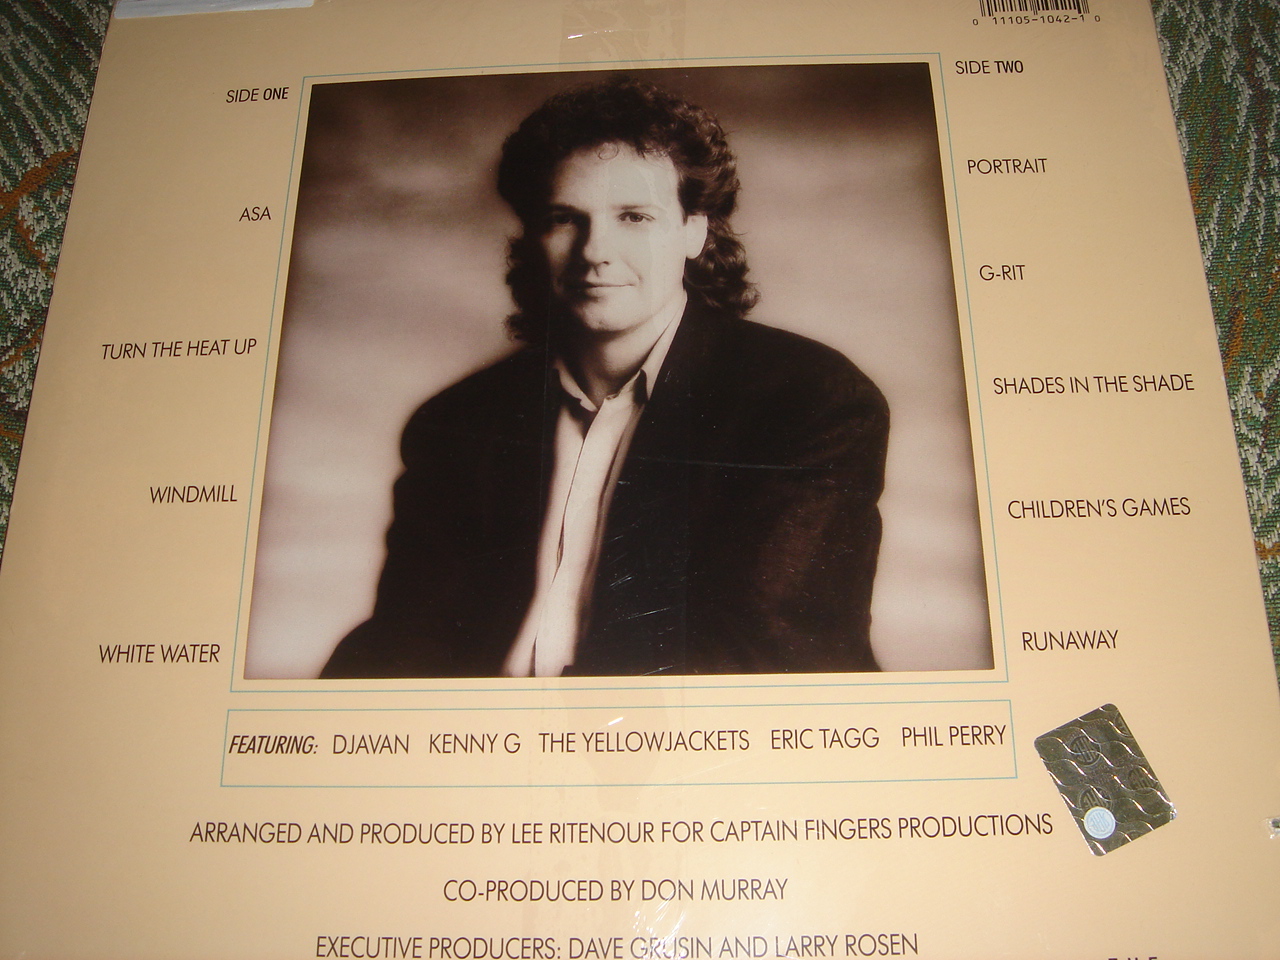 0 11105-1042-1 0
SIDE ONE
ASA
TURN THE HEAT UP
WINDMILL
WHITE WATER
SIDE TWO
PORTRAIT
G-RIT
SHADES IN THE SHADE
CHILDREN'S GAMES
RUNAWAY
FEATURING: DJAVAN KENNY G THE YELLOWJACKETS ERIC TAGG PHIL PERRY
ARRANGED AND PRODUCED BY LEE RITENOUR FOR CAPTAIN FINGERS PRODUCTIONS
CO-PRODUCED BY DON MURRAY
EXECUTIVE PRODUCERS: DAVE GRUSIN AND LARRY ROSEN